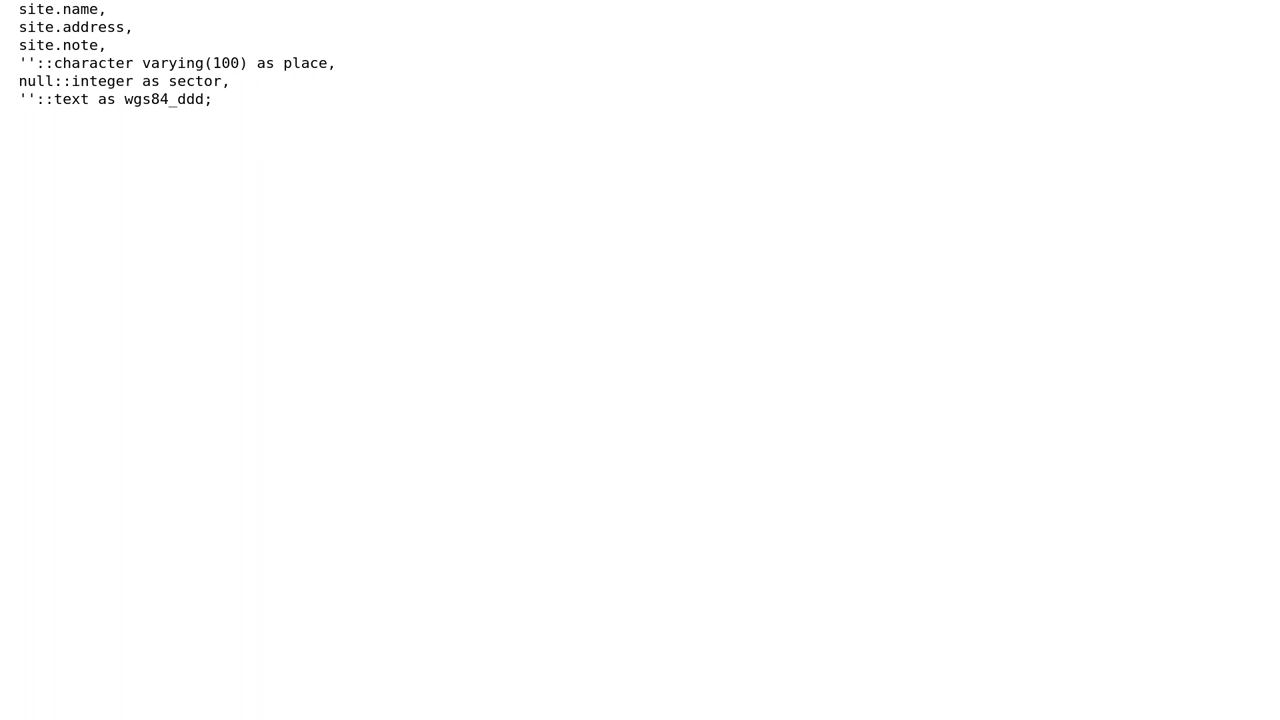 site.name,
site.address,
site.note,
''::character varying(100) as place,
null::integer as sector,
''::text as wgs84_ddd;